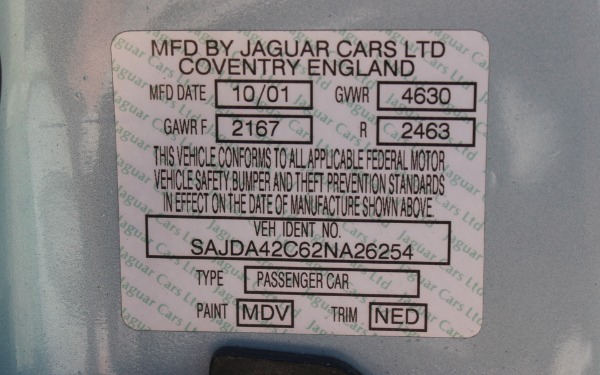 MFD BY JAGUAR CARS LTD
COVENTRY ENGLAND
MFD DATE 10/01 GVWR 4630
GAWR F 2167 R 2463
THIS VEHICLE CONFORMS TO ALL APPLICABLE FEDERAL MOTOR
VEHICLE SAFETY BUMPER AND THEFT PREVENTION STANDARDS
IN EFFECT ON THE DATE OF MANUFACTURE SHOWN ABOVE.
VEH IDENT NO.
SAJDA42C62NA26254
TYPE PASSENGER CAR
PAINT MDV TRIM NED